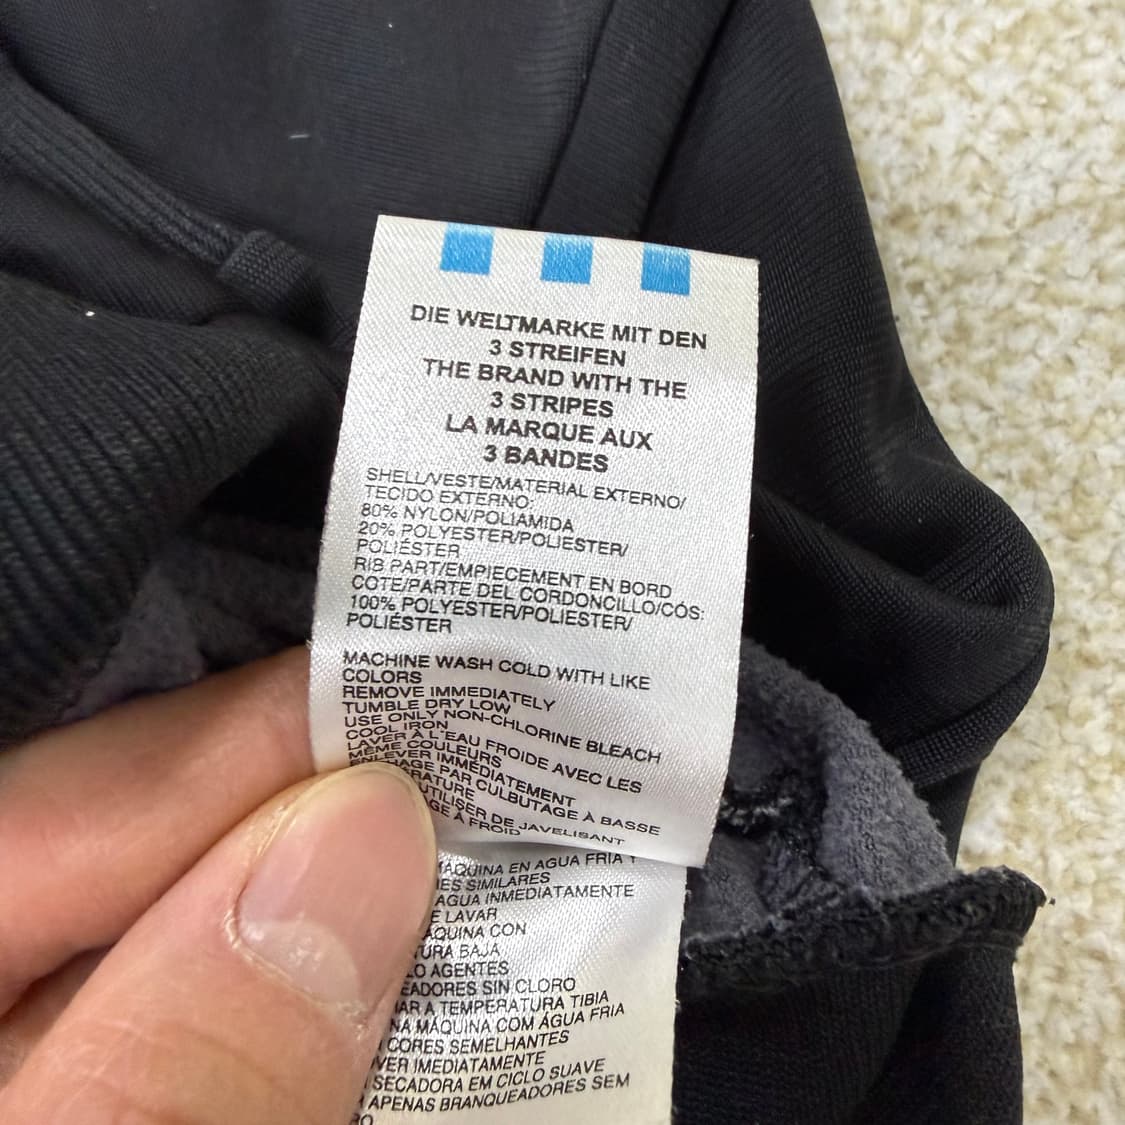 DIE WELTMARKE MIT DEN
3 STREIFEN
THE BRAND WITH THE
3 STRIPES
LA MARQUE AUX
3 BANDES
SHELL/VESTE/MATERIAL EXTERNO/
TECIDO EXTERNO:
80% NYLON/POLIAMIDA
20% POLYESTER/POLIESTER/
POLIÉSTER
RIB PART/EMPIECEMENT EN BORD
COTE/PARTE DEL CORDONCILLO/CÓS:
100% POLYESTER/POLIESTER/
POLIÉSTER
MACHINE WASH COLD WITH LIKE
COLORS
REMOVE IMMEDIATELY
TUMBLE DRY LOW
USE ONLY NON-CHLORINE BLEACH
COOL IRON
LAVER À L'EAU FROIDE AVEC LES
MÊME COULEURS
ENLEVER IMMÉDIATEMENT
PAR CULBUTAGE À BASSE
UTILISER DE JAVELISANT
À FROID
MÁQUINA EN AGUA FRIA Y
SIMILARES
AGUA INMEDIATAMENTE
LAVAR
CON
BAJA
AGENTES
SIN CLORO
A TEMPERATURA TIBIA
NA MÁQUINA COM ÁGUA FRIA
CORES SEMELHANTES
IMEDIATAMENTE
SECADORA EM CICLO SUAVE
APENAS BRANQUEADORES SEM